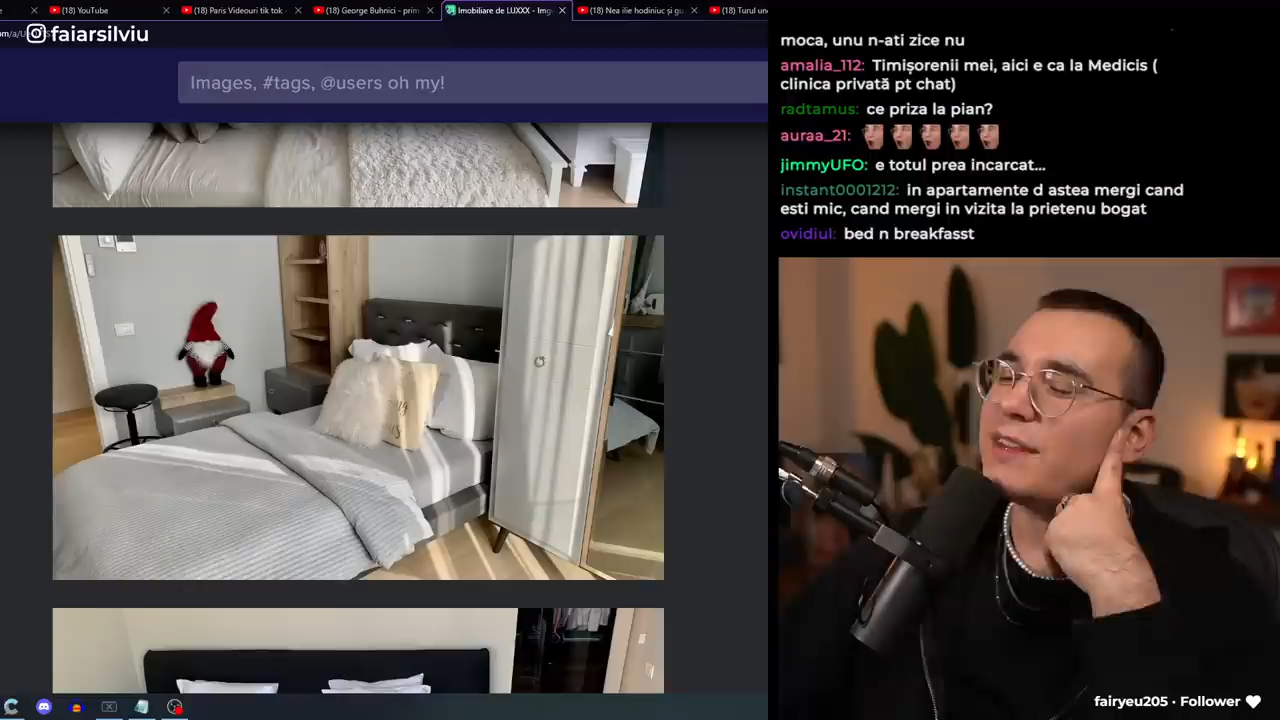 (18) YouTube
(18) Paris Videouri tik tok -
(18) George Buhnici - prim
Imobiliare de LUXXX - Img
(18) Nea ilie hodiniuc și gu
(18) Turul un
faiarsilviu
Images, #tags, @users oh my!
moca, unu n-ati zice nu
amalia_112: Timișorenii mei, aici e ca la Medicis (
clinica privată pt chat)
radtamus: ce priza la pian?
auraa_21:
jimmyUFO: e totul prea incarcat...
instant0001212: in apartamente d astea mergi cand
esti mic, cand mergi in vizita la prietenu bogat
ovidiul: bed n breakfasst
fairyeu205 · Follower